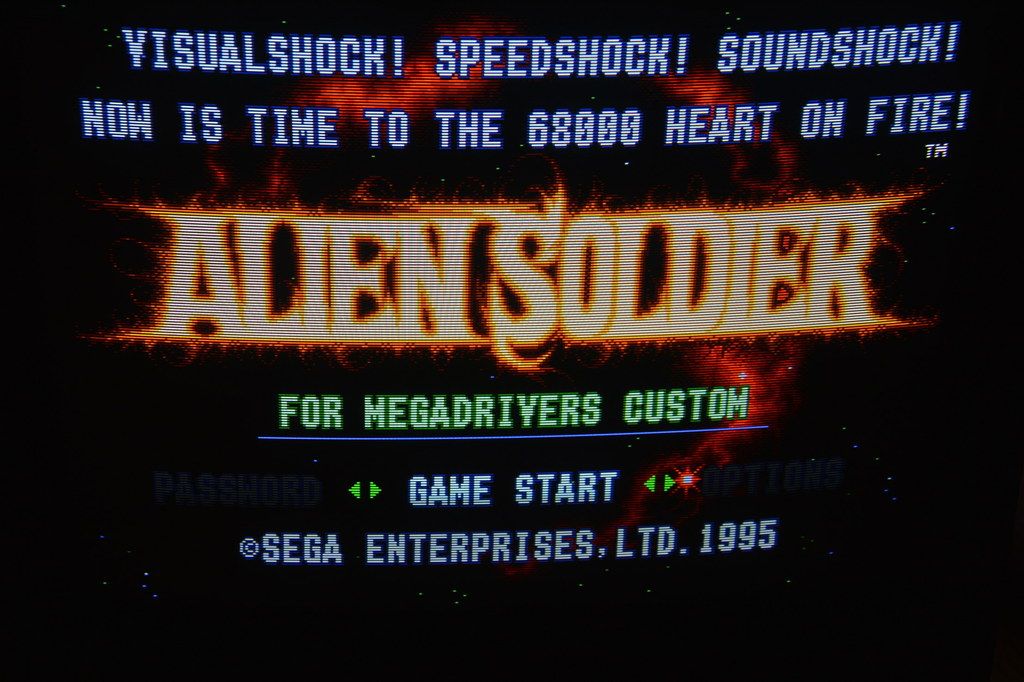 VISUALSHOCK! SPEEDSHOCK! SOUNDSHOCK!
NOW IS TIME TO THE 68000 HEART ON FIRE!
TM
ALIEN SOLDIER
FOR MEGADRIVERS CUSTOM
PASSWORD GAME START OPTIONS
©SEGA ENTERPRISES,LTD.1995